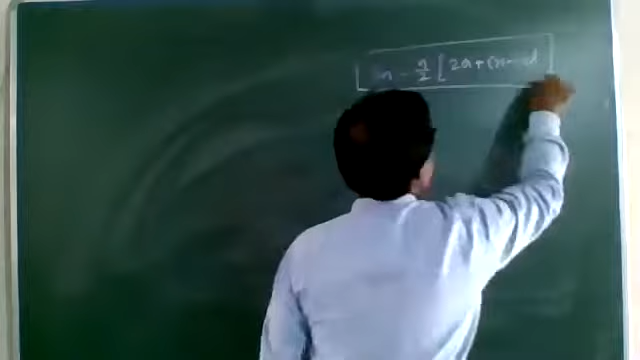 Sn = n/2 [2a+(n-1)d]